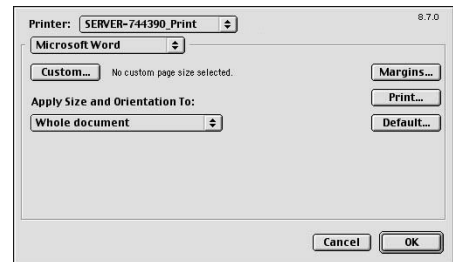 Printer: SERVER-744390_Print 8.7.0
Microsoft Word
Custom... No custom page size selected. Margins...
Apply Size and Orientation To: Print...
Whole document Default...
Cancel OK